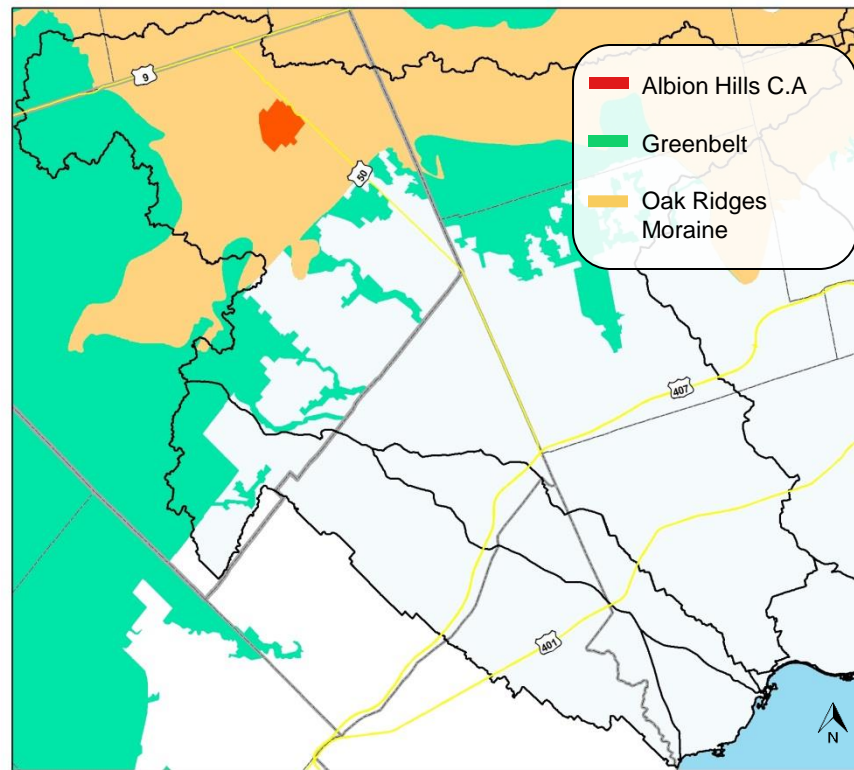 9
Albion Hills C.A
Greenbelt
Oak Ridges
Moraine
50
407
401
N